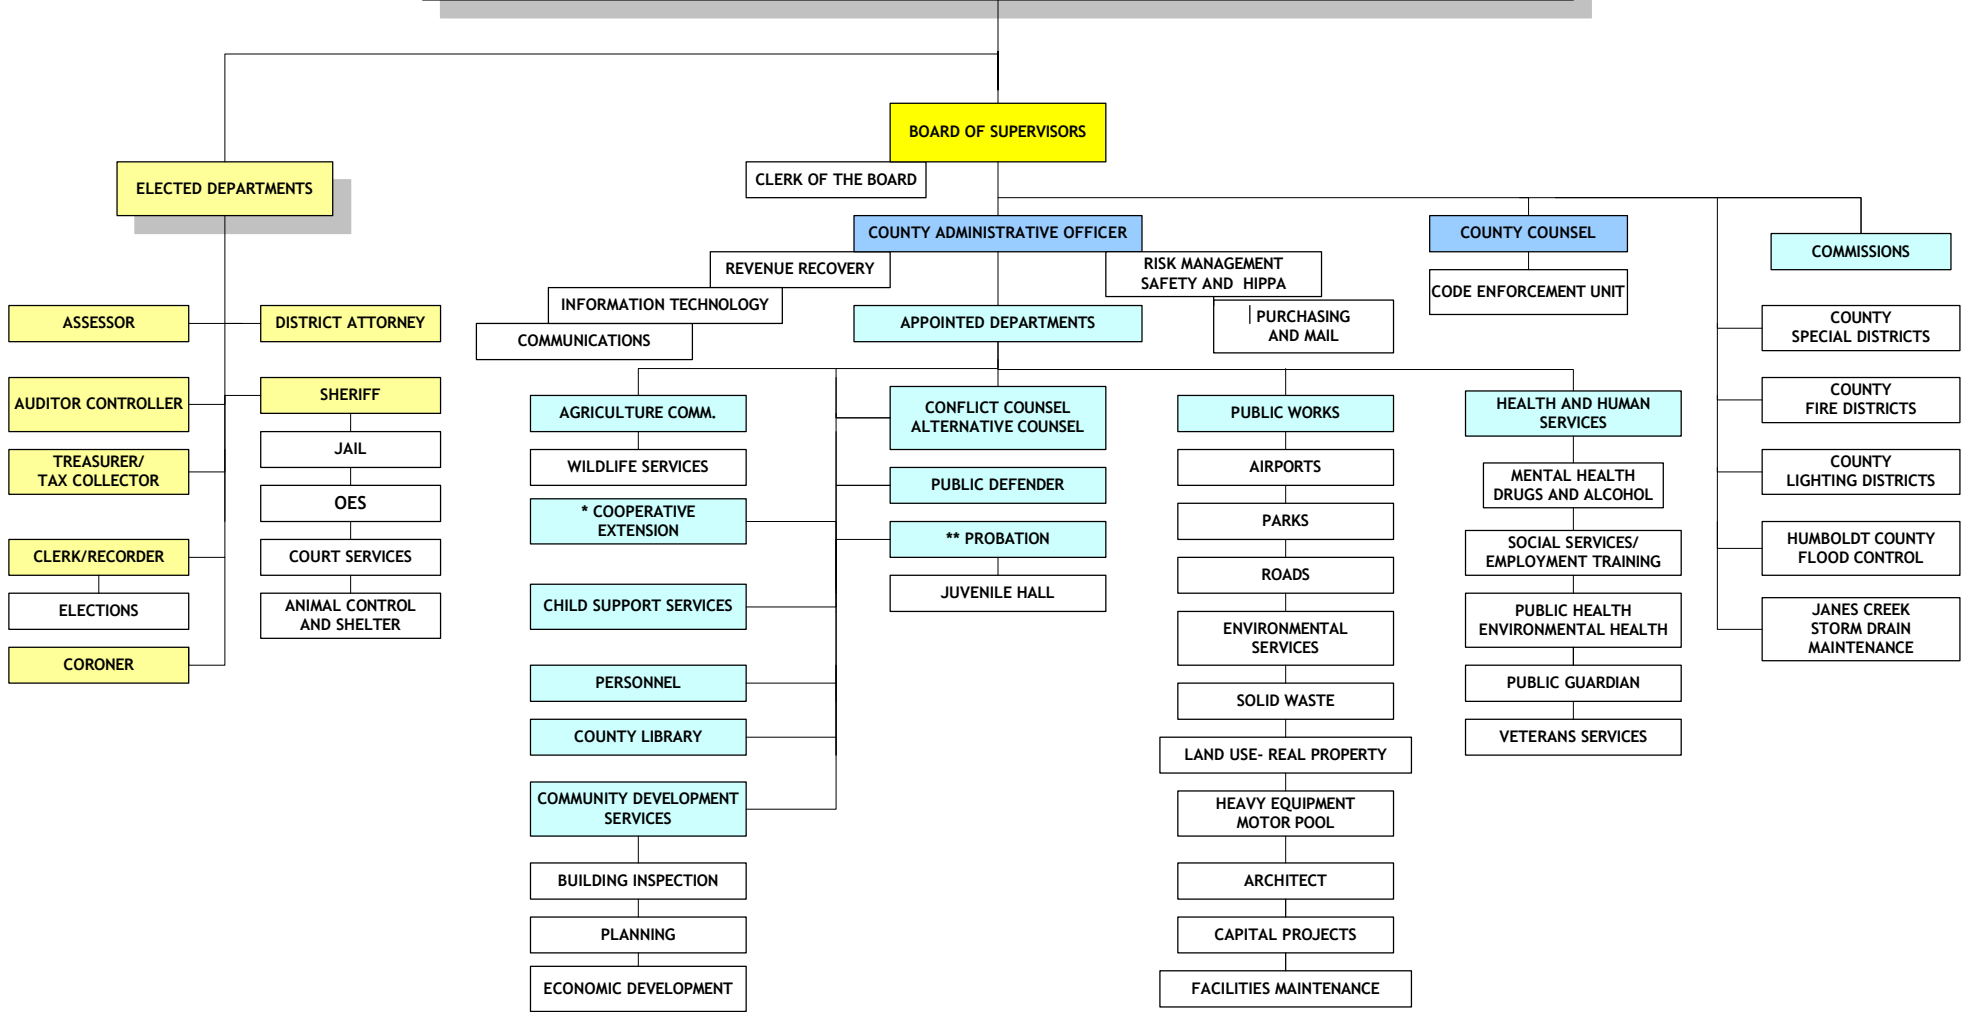 BOARD OF SUPERVISORS
CLERK OF THE BOARD
ELECTED DEPARTMENTS
COUNTY ADMINISTRATIVE OFFICER
COUNTY COUNSEL
COMMISSIONS
REVENUE RECOVERY
RISK MANAGEMENT
SAFETY AND HIPPA
INFORMATION TECHNOLOGY
CODE ENFORCEMENT UNIT
COMMUNICATIONS
APPOINTED DEPARTMENTS
PURCHASING
AND MAIL
ASSESSOR
DISTRICT ATTORNEY
AUDITOR CONTROLLER
SHERIFF
JAIL
TREASURER/
TAX COLLECTOR
OES
CLERK/RECORDER
COURT SERVICES
ELECTIONS
ANIMAL CONTROL
AND SHELTER
CORONER
AGRICULTURE COMM.
WILDLIFE SERVICES
* COOPERATIVE
EXTENSION
CHILD SUPPORT SERVICES
PERSONNEL
COUNTY LIBRARY
COMMUNITY DEVELOPMENT
SERVICES
BUILDING INSPECTION
PLANNING
ECONOMIC DEVELOPMENT
CONFLICT COUNSEL
ALTERNATIVE COUNSEL
PUBLIC DEFENDER
** PROBATION
JUVENILE HALL
PUBLIC WORKS
AIRPORTS
PARKS
ROADS
ENVIRONMENTAL
SERVICES
SOLID WASTE
LAND USE- REAL PROPERTY
HEAVY EQUIPMENT
MOTOR POOL
ARCHITECT
CAPITAL PROJECTS
FACILITIES MAINTENANCE
HEALTH AND HUMAN
SERVICES
MENTAL HEALTH
DRUGS AND ALCOHOL
SOCIAL SERVICES/
EMPLOYMENT TRAINING
PUBLIC HEALTH
ENVIRONMENTAL HEALTH
PUBLIC GUARDIAN
VETERANS SERVICES
COUNTY
SPECIAL DISTRICTS
COUNTY
FIRE DISTRICTS
COUNTY
LIGHTING DISTRICTS
HUMBOLDT COUNTY
FLOOD CONTROL
JANES CREEK
STORM DRAIN
MAINTENANCE